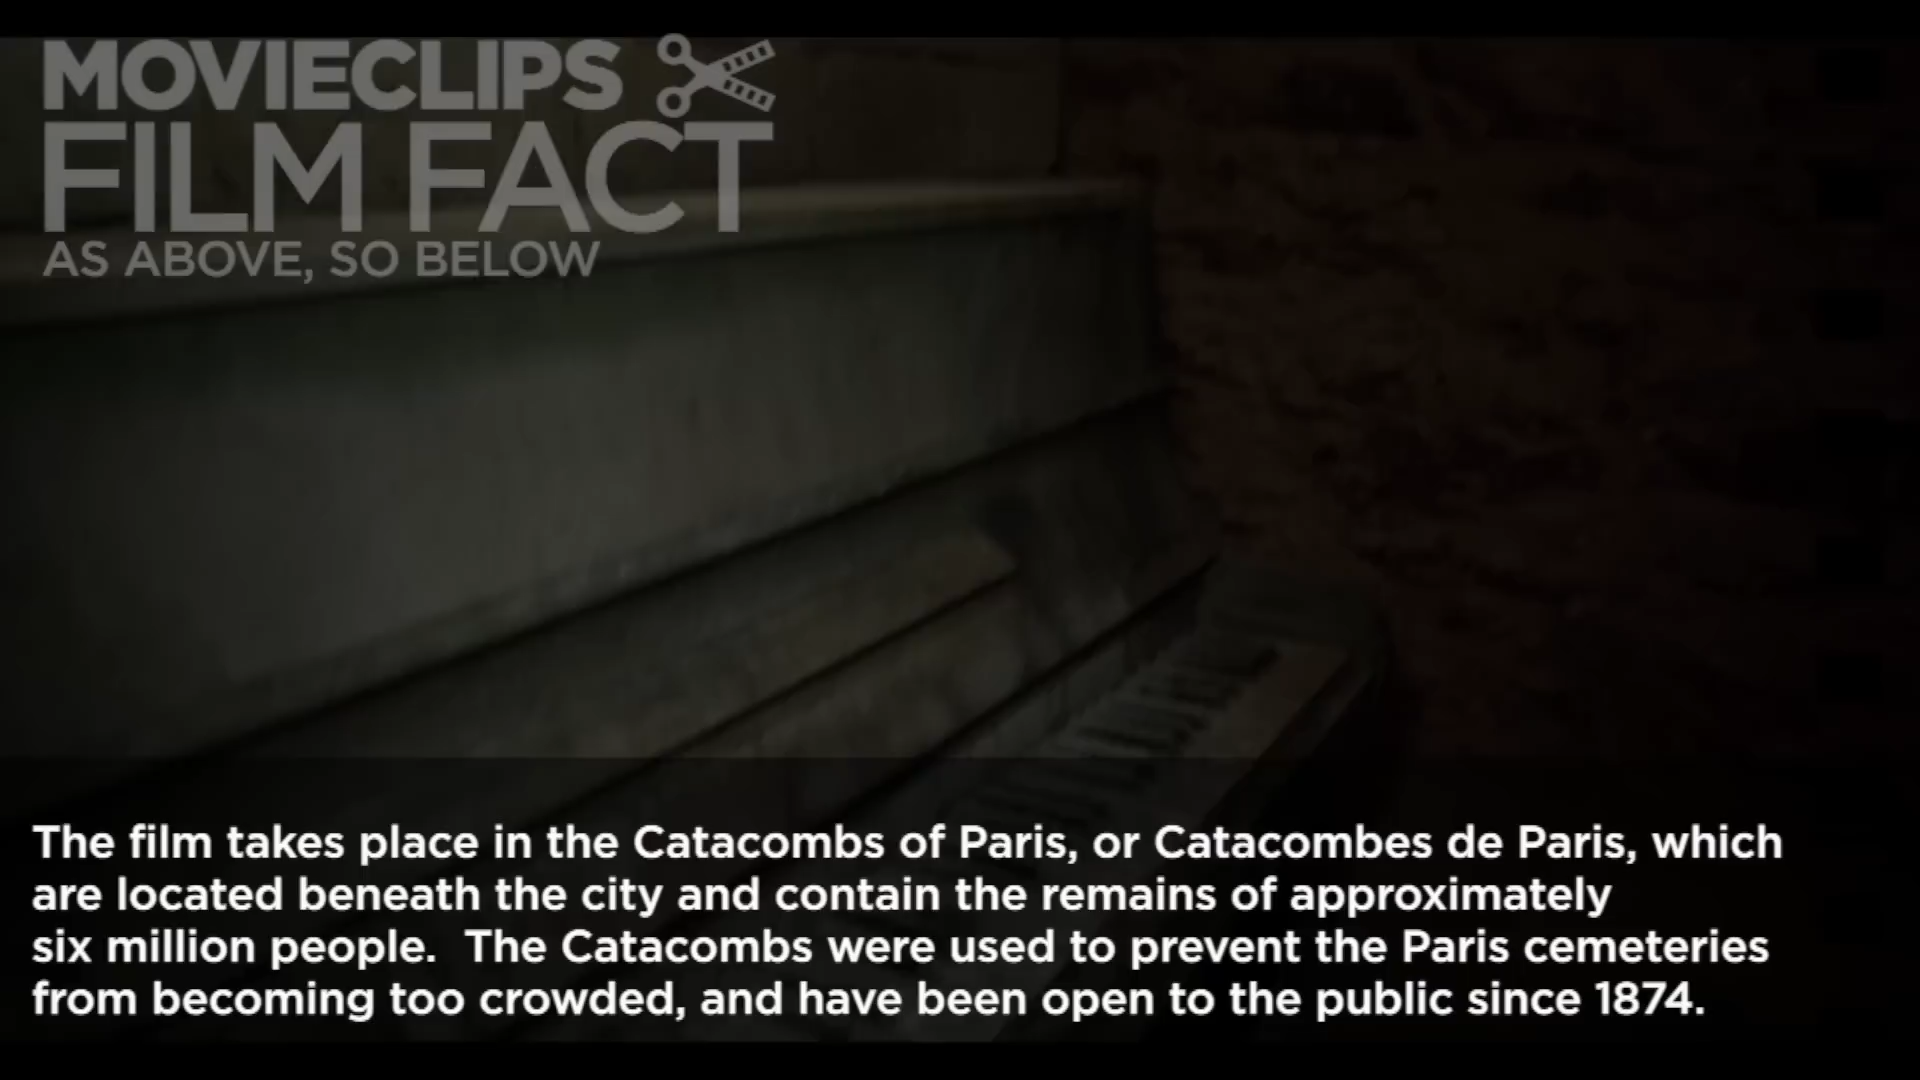 MOVIECLIPS
FILM FACT
AS ABOVE, SO BELOW
The film takes place in the Catacombs of Paris, or Catacombes de Paris, which
are located beneath the city and contain the remains of approximately
six million people. The Catacombs were used to prevent the Paris cemeteries
from becoming too crowded, and have been open to the public since 1874.